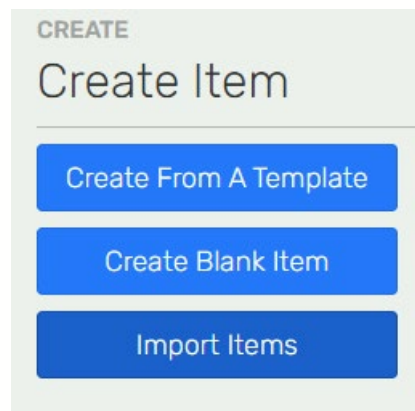 CREATE
Create Item
Create From A Template
Create Blank Item
Import Items